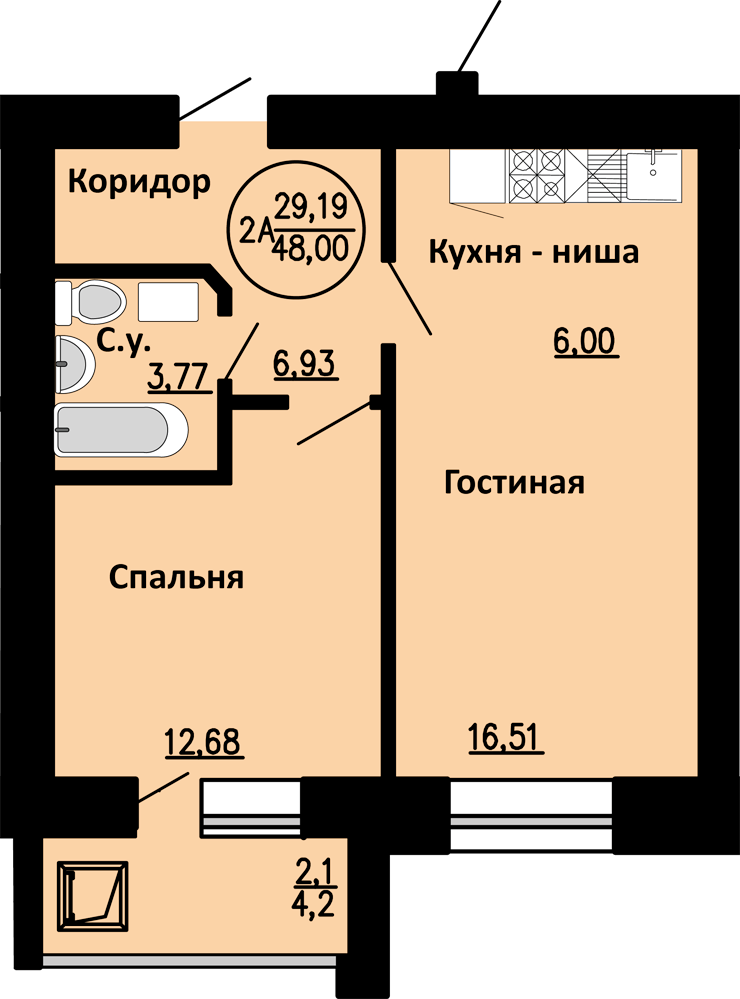 Коридор
2А 29,19
48,00
Кухня - ниша
С.у.
6,00
3,77
6,93
Гостиная
Спальня
12,68
16,51
2,1
4,2